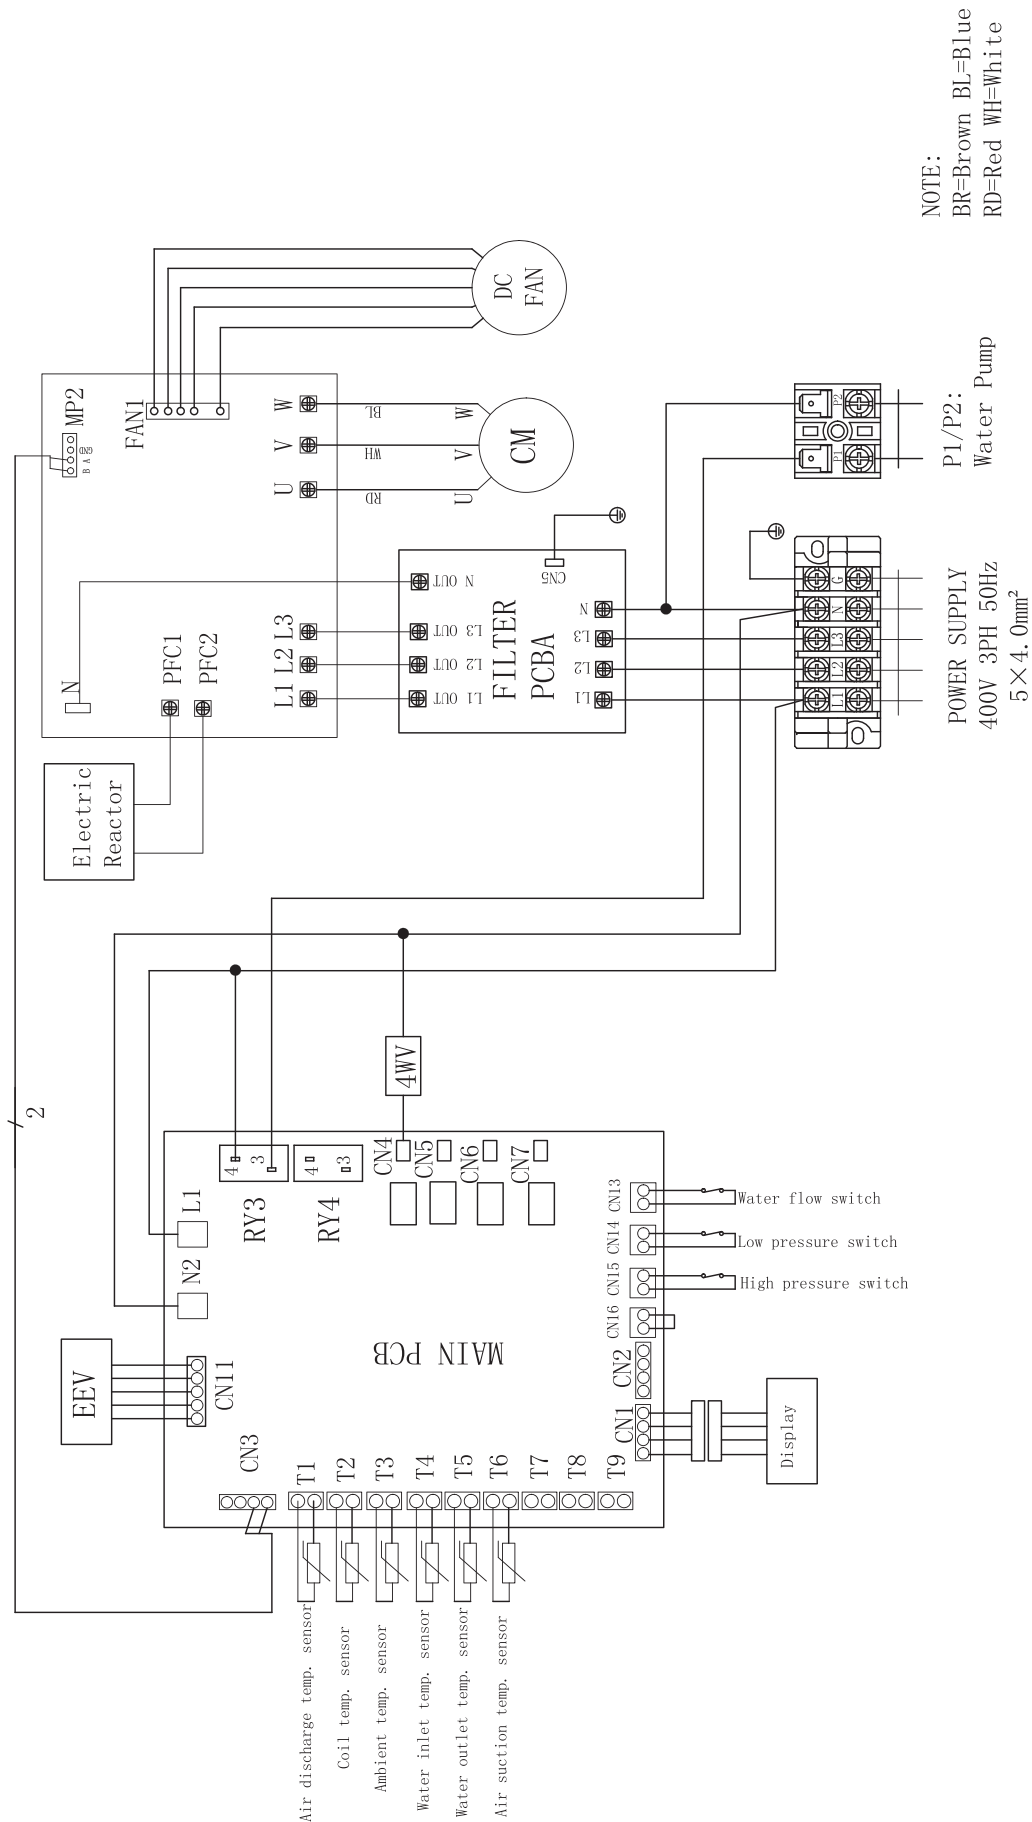 NOTE:
BR=Brown BL=Blue
RD=Red WH=White
DC
FAN
MP2
GND
A
B
FAN1
W
V
U
BL
WH
RD
W
V
U
CM
P1/P2:
Water Pump
P2
P1
N
PFC1
PFC2
L1 L2 L3
N OUT
L3 OUT
L2 OUT
L1 OUT
FILTER
PCBA
CN5
N
L3
L2
L1
G
N
L3
L2
L1
POWER SUPPLY
400V 3PH 50Hz
5×4.0mm²
Electric
Reactor
2
4WV
L1
N2
4
3
RY3
4
3
RY4
CN4
CN5
CN6
CN7
CN13
CN14
CN15
CN16
CN2
CN1
Water flow switch
Low pressure switch
High pressure switch
MAIN PCB
EEV
CN11
CN3
Display
T1
T2
T3
T4
T5
T6
T7
T8
T9
Air discharge temp. sensor
Coil temp. sensor
Ambient temp. sensor
Water inlet temp. sensor
Water outlet temp. sensor
Air suction temp. sensor